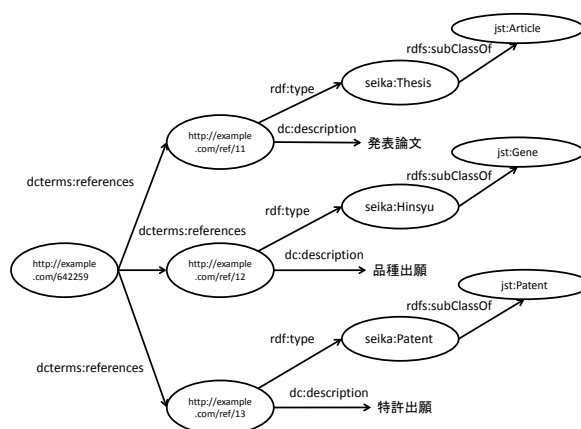 jst:Article
rdfs:subClassOf
seika:Thesis
rdf:type
http://example
.com/ref/11
dc:description
発表論文
dcterms:references
jst:Gene
rdfs:subClassOf
seika:Hinsyu
rdf:type
dcterms:references
http://example
.com/642259
http://example
.com/ref/12
dc:description
品種出願
jst:Patent
rdfs:subClassOf
seika:Patent
rdf:type
dcterms:references
http://example
.com/ref/13
dc:description
特許出願